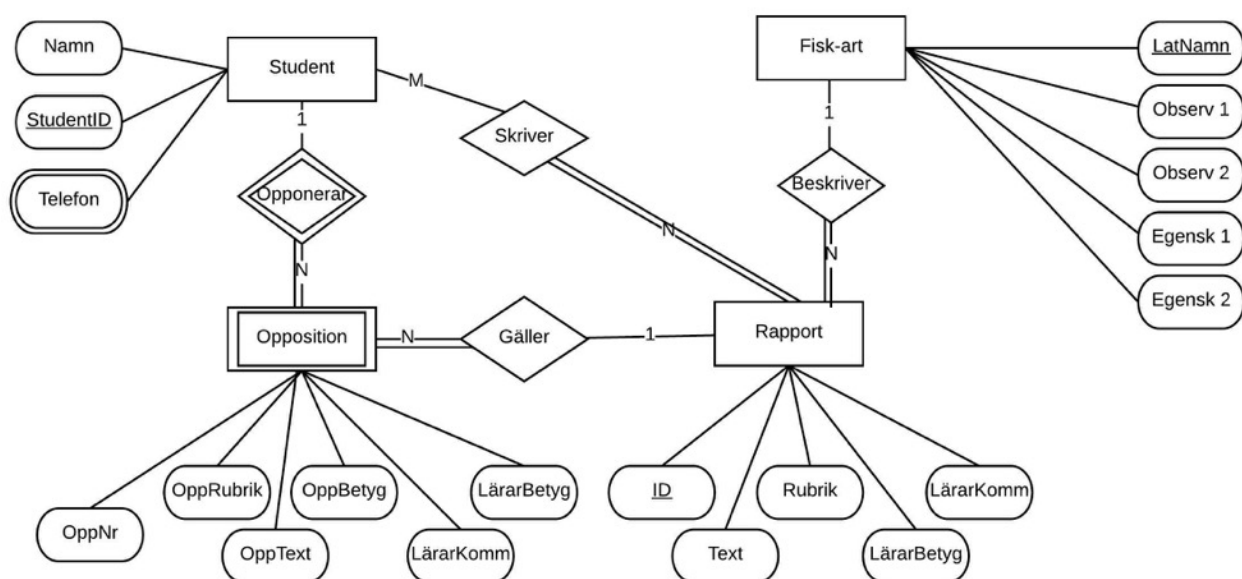 Namn
Student
Fisk-art
LatNamn
M
StudentID
1
Skriver
1
Observ 1
Telefon
Opponerar
Beskriver
Observ 2
N
N
N
Egensk 1
Egensk 2
Opposition
N
Gäller
1
Rapport
OppRubrik
OppBetyg
LärarBetyg
ID
Rubrik
LärarKomm
OppNr
OppText
LärarKomm
Text
LärarBetyg